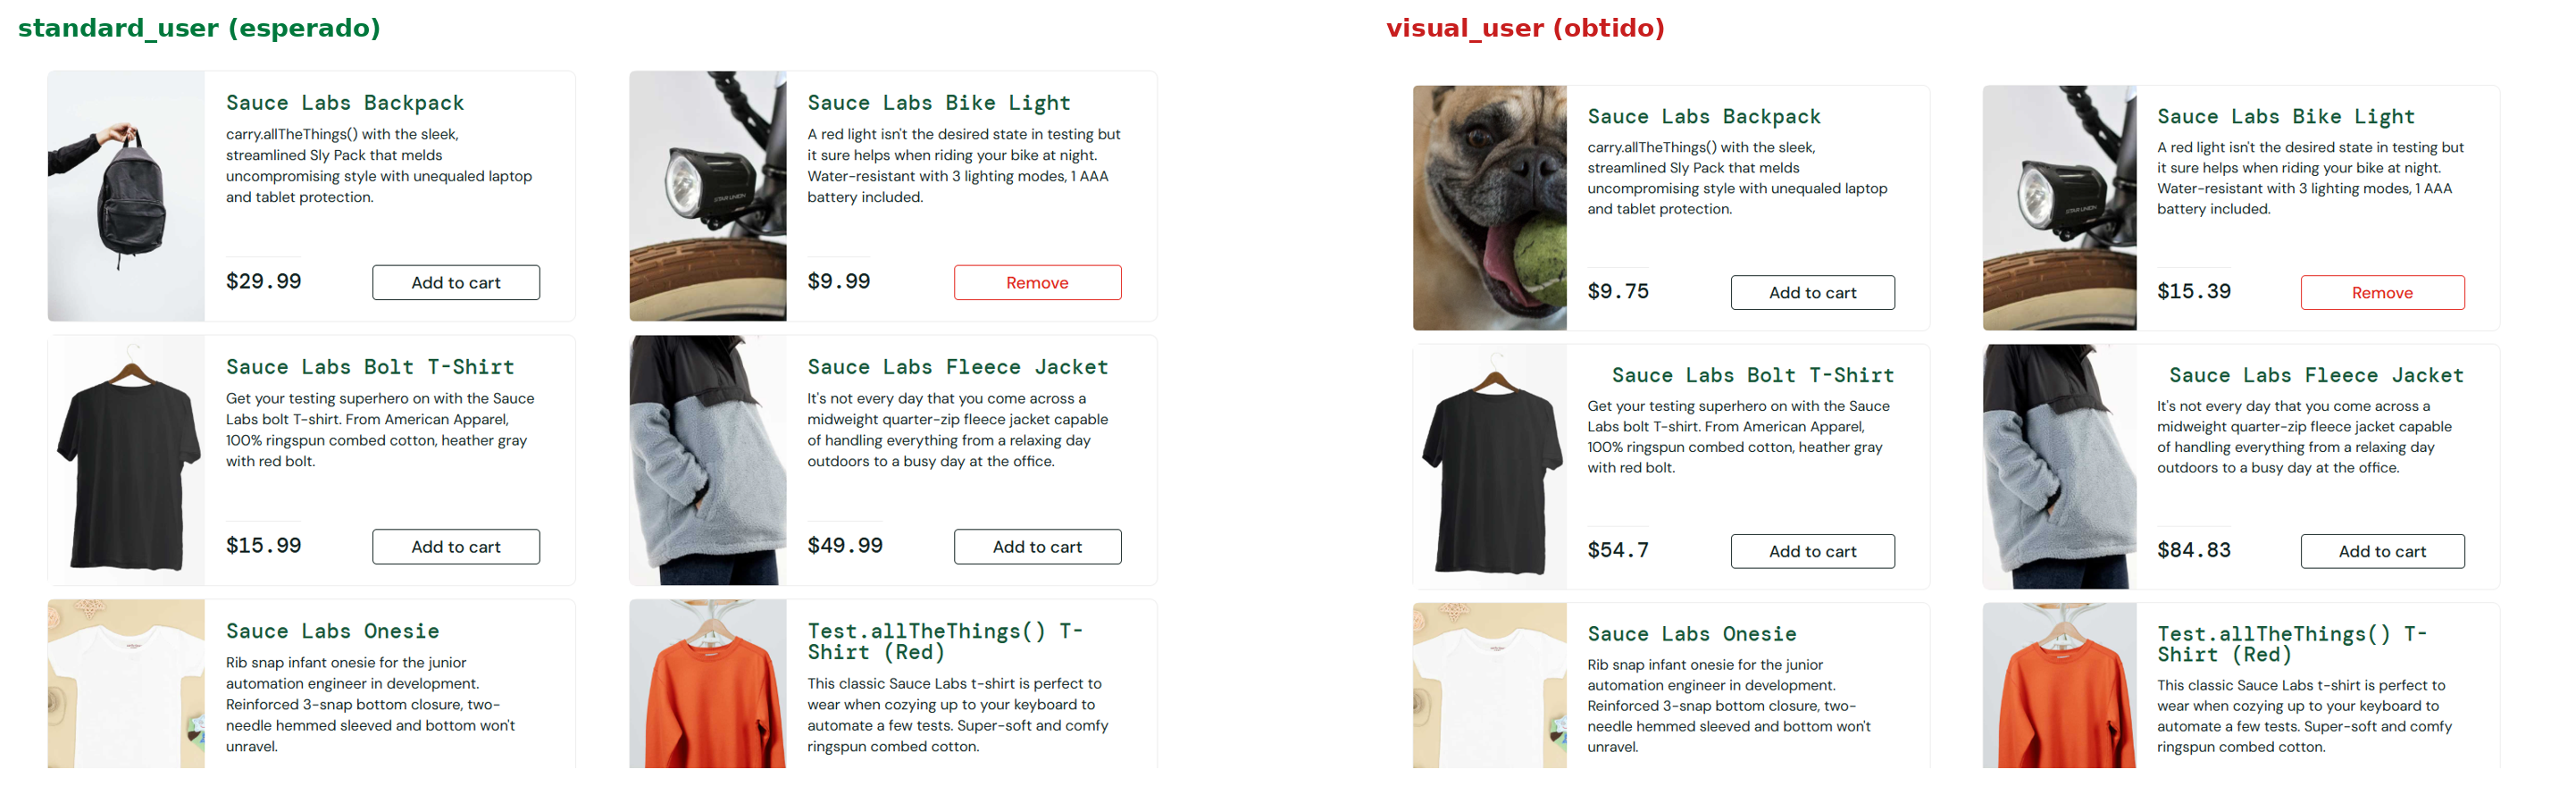 standard_user (esperado)
Sauce Labs Backpack
carry.allTheThings() with the sleek,
streamlined Sly Pack that melds
uncompromising style with unequaled laptop
and tablet protection.
$29.99
Add to cart
Sauce Labs Bike Light
A red light isn't the desired state in testing but
it sure helps when riding your bike at night.
Water-resistant with 3 lighting modes, 1 AAA
battery included.
$9.99
Remove
STAR UNION
Sauce Labs Bolt T-Shirt
Get your testing superhero on with the Sauce
Labs bolt T-shirt. From American Apparel,
100% ringspun combed cotton, heather gray
with red bolt.
$15.99
Add to cart
Sauce Labs Fleece Jacket
It's not every day that you come across a
midweight quarter-zip fleece jacket capable
of handling everything from a relaxing day
outdoors to a busy day at the office.
$49.99
Add to cart
Sauce Labs Onesie
Rib snap infant onesie for the junior
automation engineer in development.
Reinforced 3-snap bottom closure, two-
needle hemmed sleeved and bottom won't
unravel.
Test.allTheThings() T-
Shirt (Red)
This classic Sauce Labs t-shirt is perfect to
wear when cozying up to your keyboard to
automate a few tests. Super-soft and comfy
ringspun combed cotton.
visual_user (obtido)
Sauce Labs Backpack
carry.allTheThings() with the sleek,
streamlined Sly Pack that melds
uncompromising style with unequaled laptop
and tablet protection.
$9.75
Add to cart
Sauce Labs Bike Light
A red light isn't the desired state in testing but
it sure helps when riding your bike at night.
Water-resistant with 3 lighting modes, 1 AAA
battery included.
$15.39
Remove
STAR UNION
Sauce Labs Bolt T-Shirt
Get your testing superhero on with the Sauce
Labs bolt T-shirt. From American Apparel,
100% ringspun combed cotton, heather gray
with red bolt.
$54.7
Add to cart
Sauce Labs Fleece Jacket
It's not every day that you come across a
midweight quarter-zip fleece jacket capable
of handling everything from a relaxing day
outdoors to a busy day at the office.
$84.83
Add to cart
Sauce Labs Onesie
Rib snap infant onesie for the junior
automation engineer in development.
Reinforced 3-snap bottom closure, two-
needle hemmed sleeved and bottom won't
unravel.
Test.allTheThings() T-
Shirt (Red)
This classic Sauce Labs t-shirt is perfect to
wear when cozying up to your keyboard to
automate a few tests. Super-soft and comfy
ringspun combed cotton.